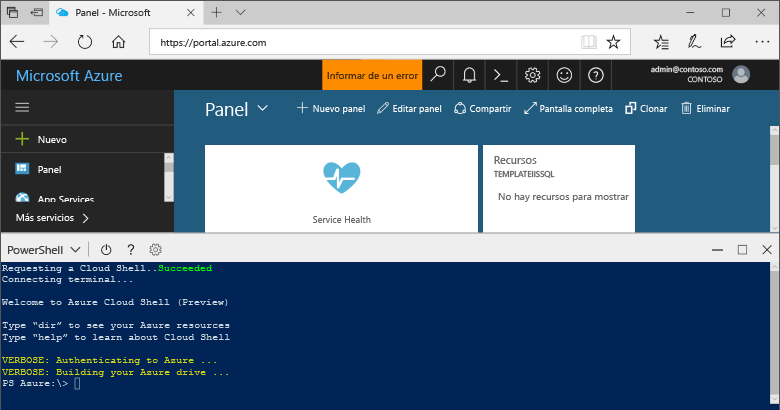 Panel - Microsoft
https://portal.azure.com
Microsoft Azure
Informar de un error
admin@contoso.com
CONTOSO
Nuevo
Panel
App Services
Más servicios
Panel
Nuevo panel
Editar panel
Compartir
Pantalla completa
Clonar
Eliminar
Service Health
Recursos
TEMPLATEIISSQL
No hay recursos para mostrar
PowerShell
Requesting a Cloud Shell..Succeeded
Connecting terminal...
Welcome to Azure Cloud Shell (Preview)
Type “dir” to see your Azure resources
Type “help” to learn about Cloud Shell
VERBOSE: Authenticating to Azure ...
VERBOSE: Building your Azure drive ...
PS Azure:\>